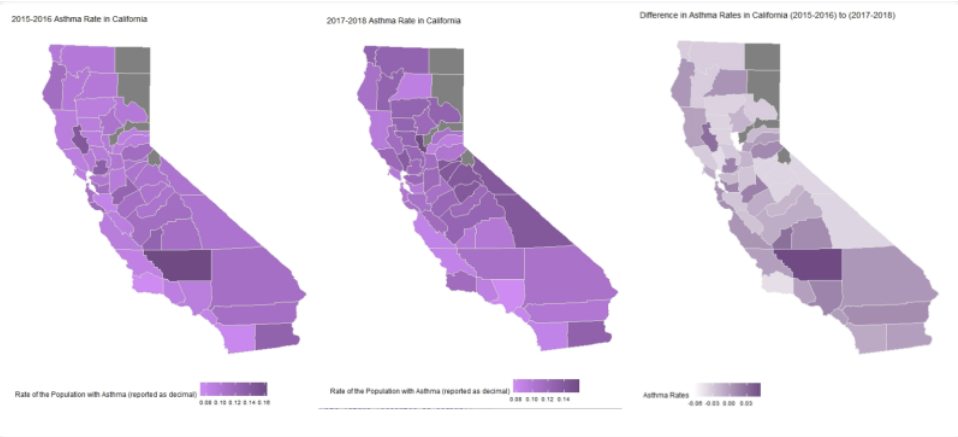 2015-2016 Asthma Rate in California
2017-2018 Asthma Rate in California
Difference in Asthma Rates in California (2015-2016) to (2017-2018)
Rate of the Population with Asthma (reported as decimal)
0.08 0.10 0.12 0.14 0.16
Rate of the Population with Asthma (reported as decimal)
0.08 0.10 0.12 0.14
Asthma Rates
-0.06 -0.03 0.00 0.03